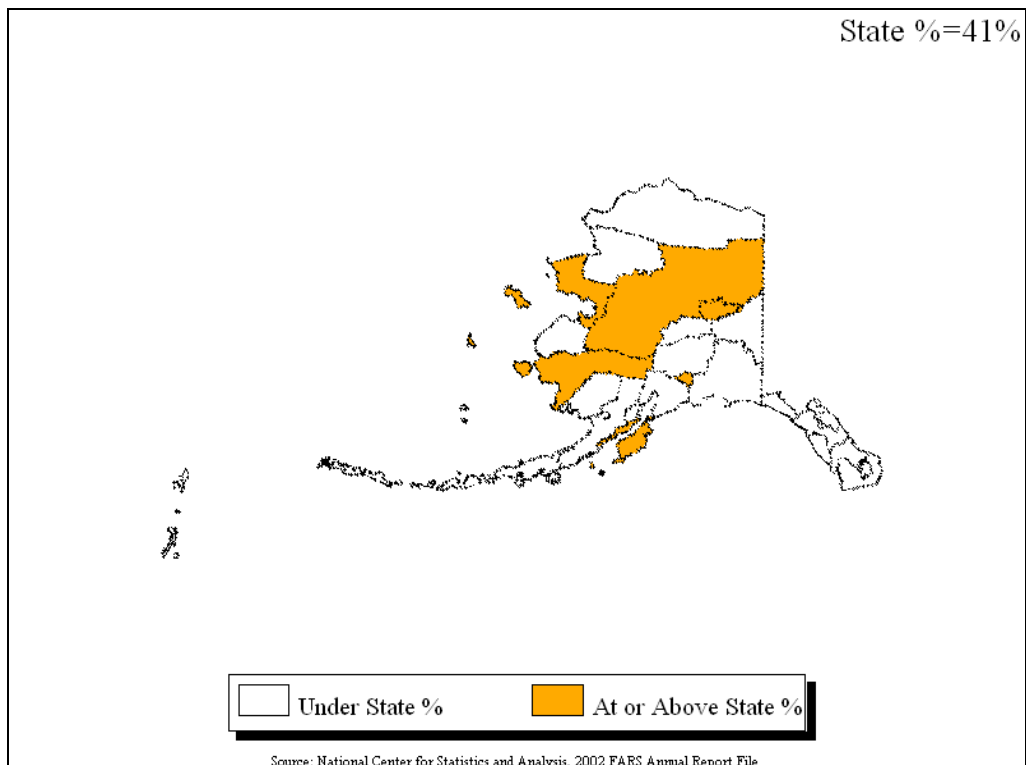 State %=41%
Under State %
At or Above State %
Source: National Center for Statistics and Analysis, 2002 FARS Annual Report File